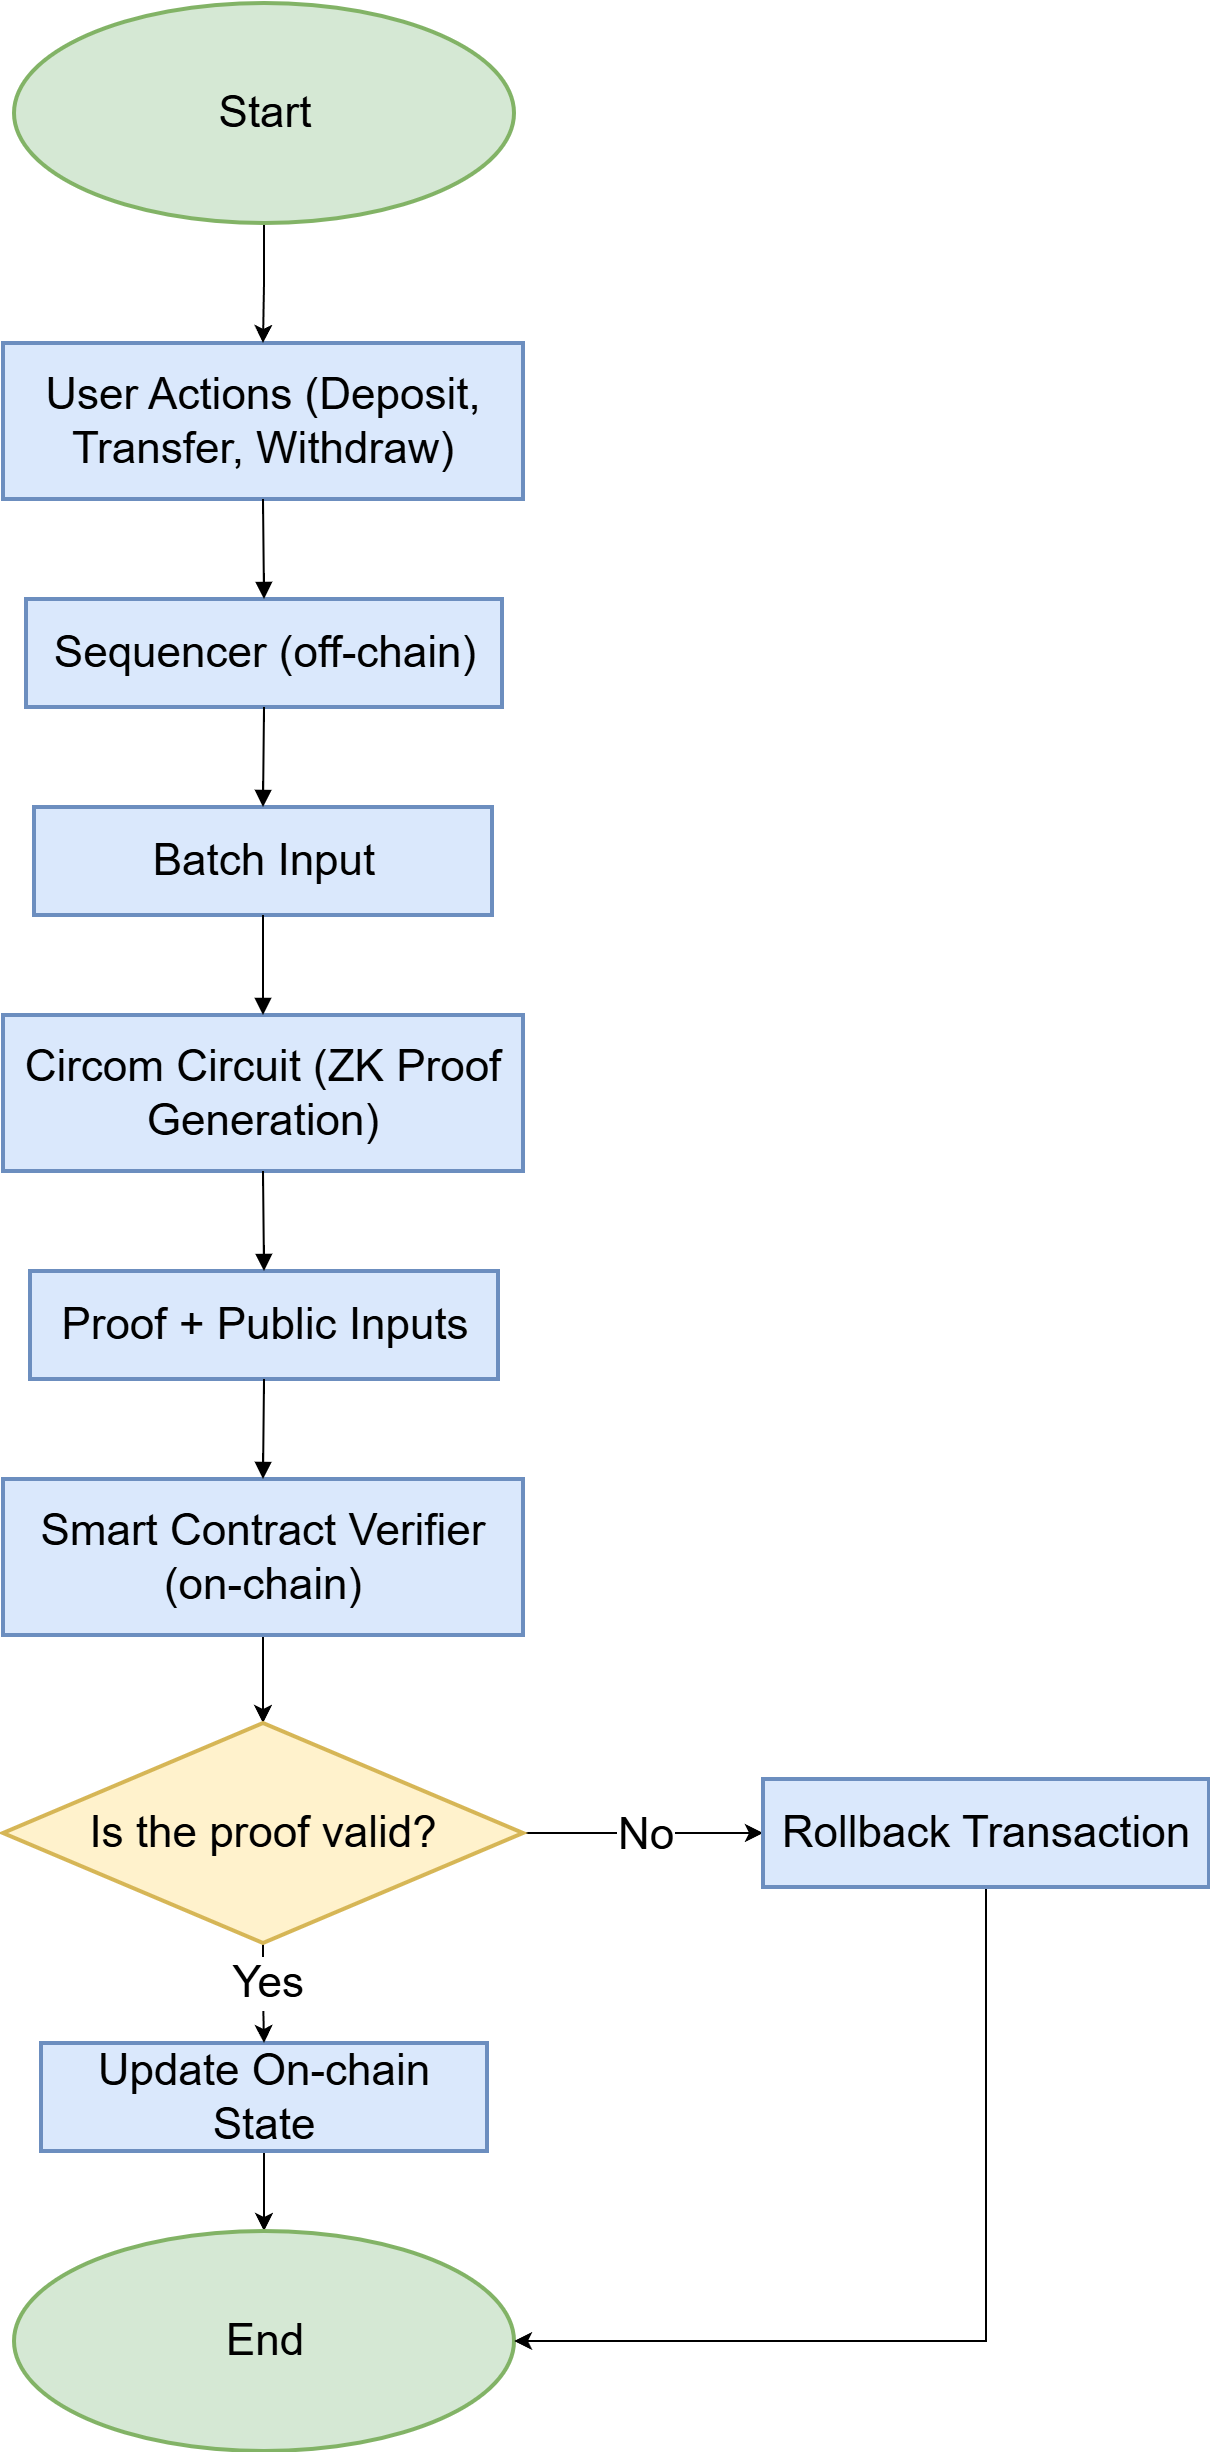 Start
User Actions (Deposit,
Transfer, Withdraw)
Sequencer (off-chain)
Batch Input
Circom Circuit (ZK Proof
Generation)
Proof + Public Inputs
Smart Contract Verifier
(on-chain)
Is the proof valid?
No
Rollback Transaction
Yes
Update On-chain
State
End